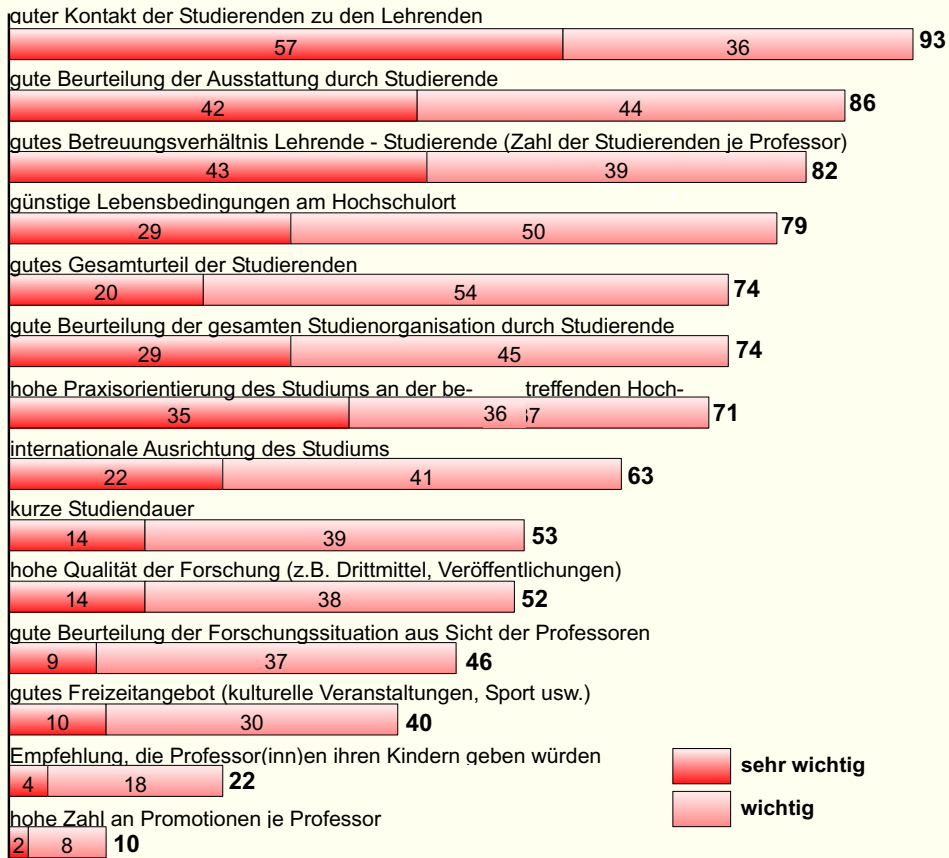 guter Kontakt der Studierenden zu den Lehrenden
57 36 93
gute Beurteilung der Ausstattung durch Studierende
42 44 86
gutes Betreuungsverhältnis Lehrende - Studierende (Zahl der Studierenden je Professor)
43 39 82
günstige Lebensbedingungen am Hochschulort
29 50 79
gutes Gesamturteil der Studierenden
20 54 74
gute Beurteilung der gesamten Studienorganisation durch Studierende
29 45 74
hohe Praxisorientierung des Studiums an der be- treffenden Hoch-
35 36 71
internationale Ausrichtung des Studiums
22 41 63
kurze Studiendauer
14 39 53
hohe Qualität der Forschung (z.B. Drittmittel, Veröffentlichungen)
14 38 52
gute Beurteilung der Forschungssituation aus Sicht der Professoren
9 37 46
gutes Freizeitangebot (kulturelle Veranstaltungen, Sport usw.)
10 30 40
Empfehlung, die Professor(inn)en ihren Kindern geben würden
4 18 22
sehr wichtig
wichtig
hohe Zahl an Promotionen je Professor
2 8 10